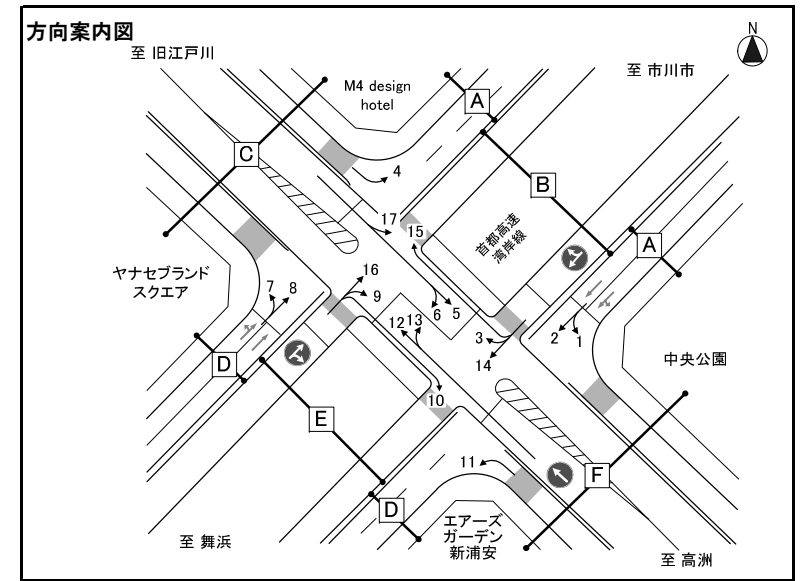 方向案内図
N
至 旧江戸川
至 市川市
M4 design
hotel
A
C
B
4
17
15
首都高速
湾岸線
A
ヤナセブランド
スクエア
16
7
8
9
6
5
12
13
3
2
1
14
中央公園
D
10
E
11
F
D
エアーズ
ガーデン
新浦安
至 舞浜
至 高洲